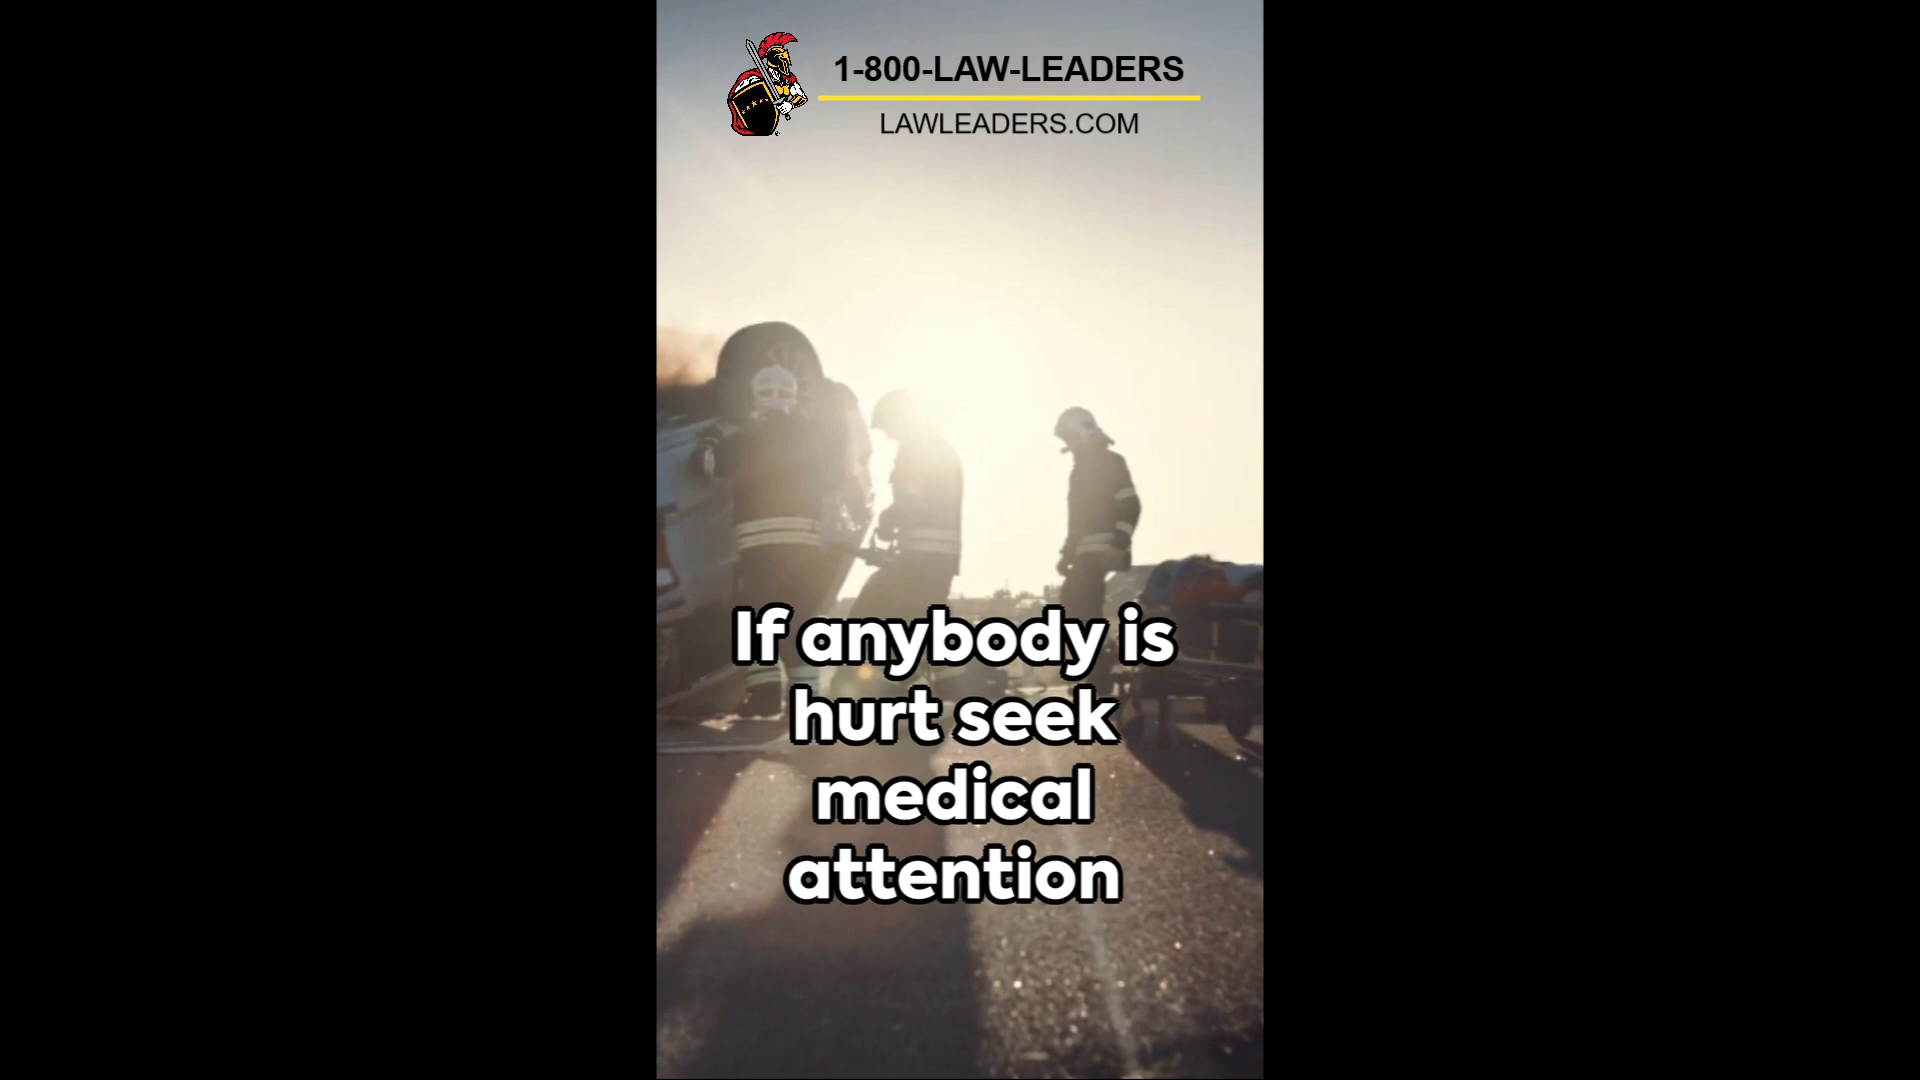 1-800-LAW-LEADERS
LAWLEADERS.COM
If anybody is
hurt seek
medical
attention